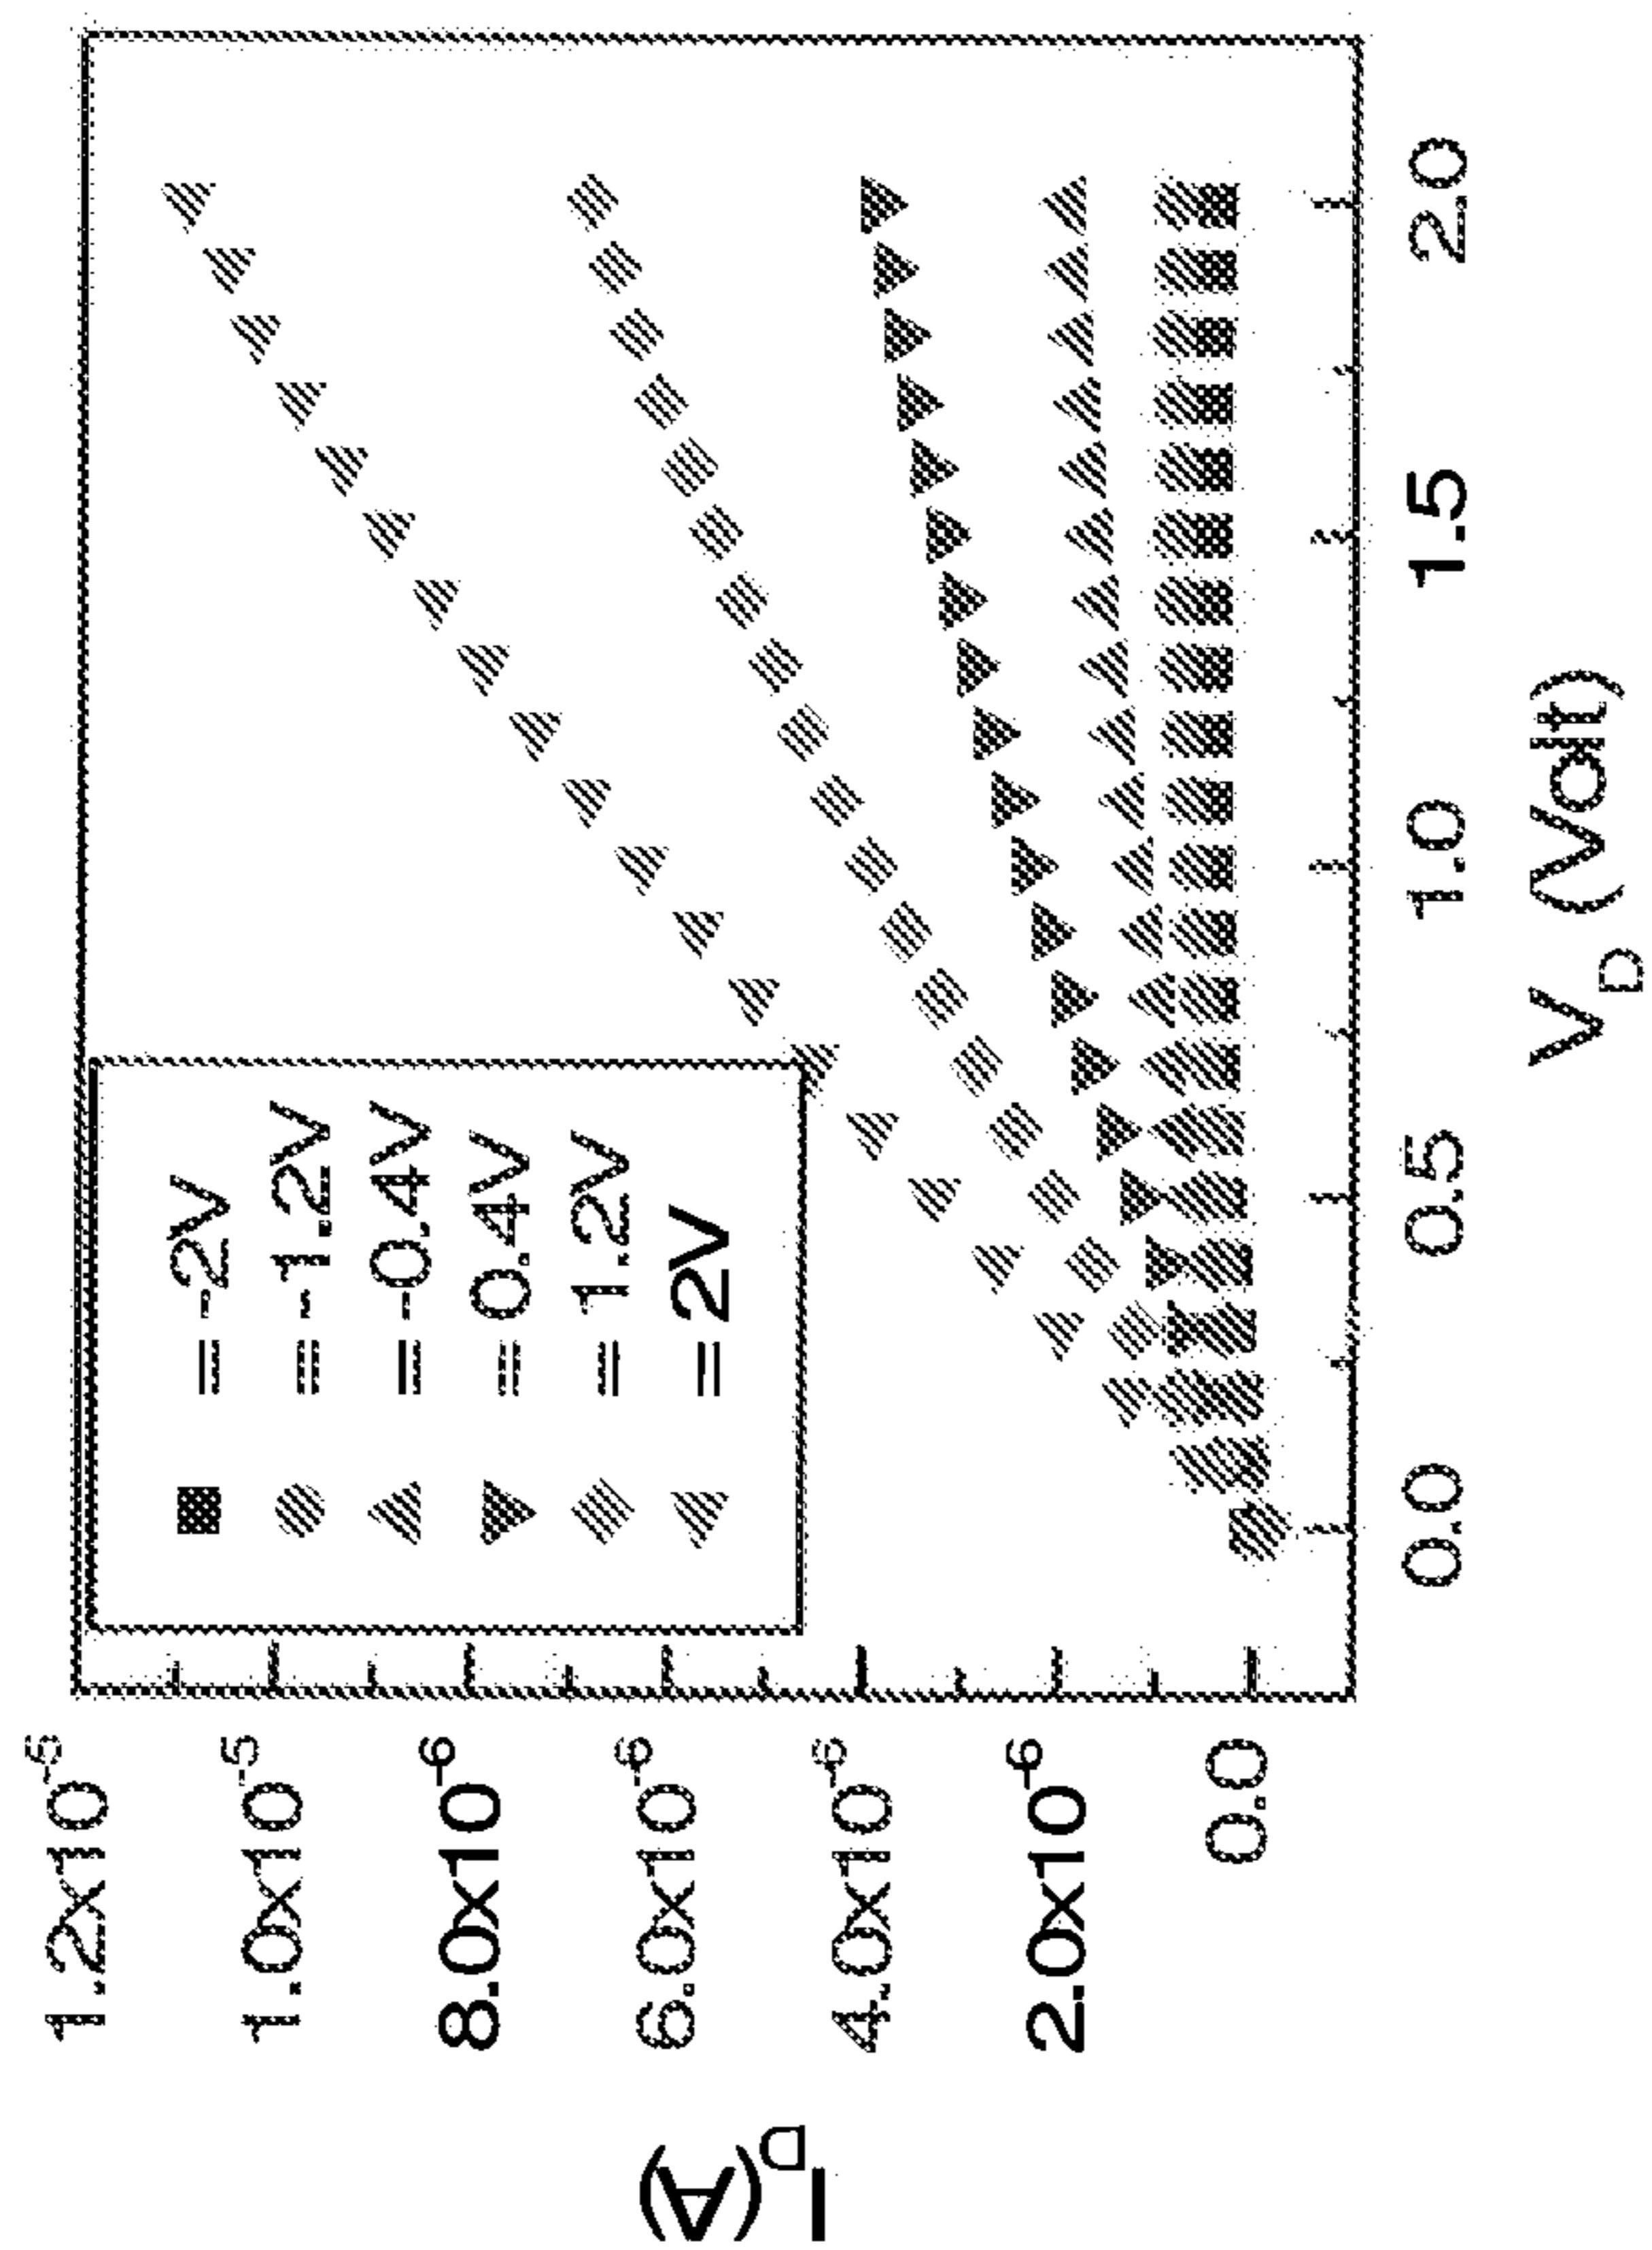 I_D(A)
1.2x10^-5
1.0x10^-5
8.0x10^-6
6.0x10^-6
4.0x10^-6
2.0x10^-6
0.0
= -2V
= -1.2V
= -0.4V
= 0.4V
= 1.2V
= 2V
0.0 0.5 1.0 1.5 2.0
V_D (Volt)